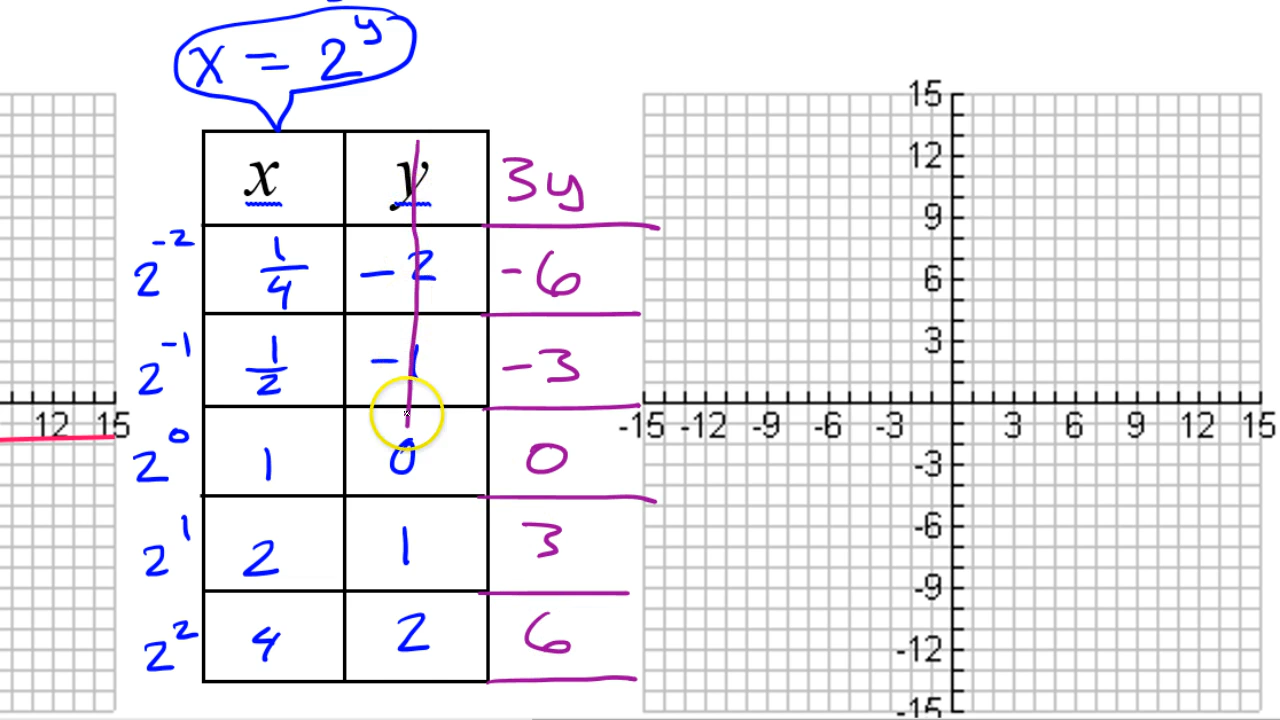 x = 2^y
x y 3y
2^-2 1/4 -2 -6
2^-1 1/2 -1 -3
2^0 1 0 0
2^1 2 1 3
2^2 4 2 6
12 15
15
12
9
6
3
-15 -12 -9 -6 -3 3 6 9 12 15
-3
-6
-9
-12
-15